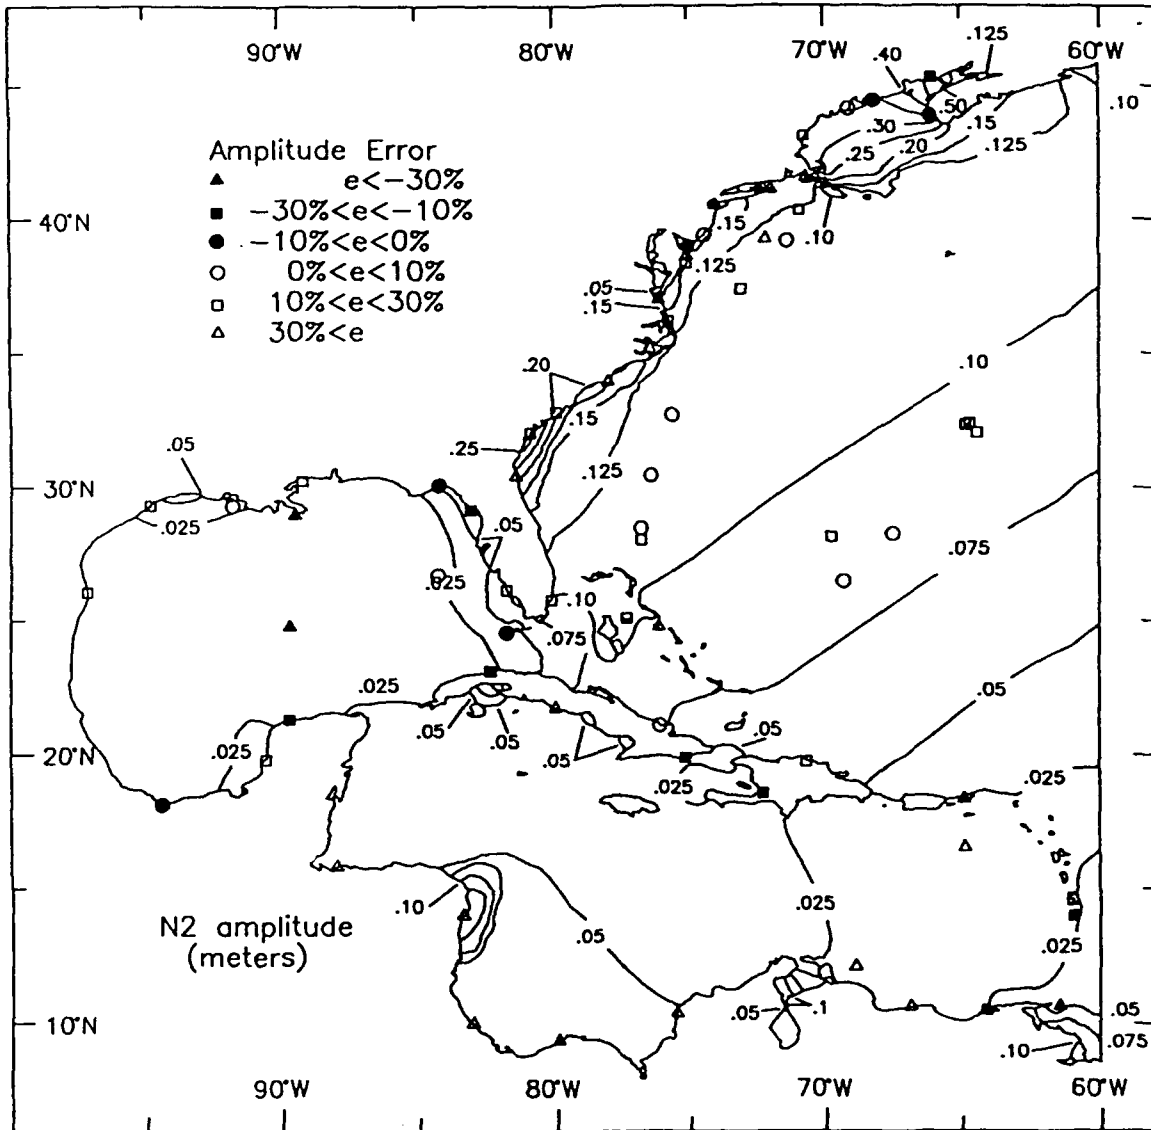 90°W 80°W 70°W 60°W
.125
.40
.10
.50
.15
.30
.20
.25
.125
Amplitude Error
e<-30%
-30%<e<-10%
-10%<e<0%
0%<e<10%
10%<e<30%
30%<e
40°N
.15
.10
.125
.05
.15
.10
.20
.15
.25
.05
.125
30°N
.025
.05
.075
.025
.10
.075
.025
.05
.05
.05
.05
.05
20°N
.025
.025
.025
.10
.025
N2 amplitude
(meters)
.05
.025
.05
.1
.05
10°N
.075
.10
90°W 80°W 70°W 60°W